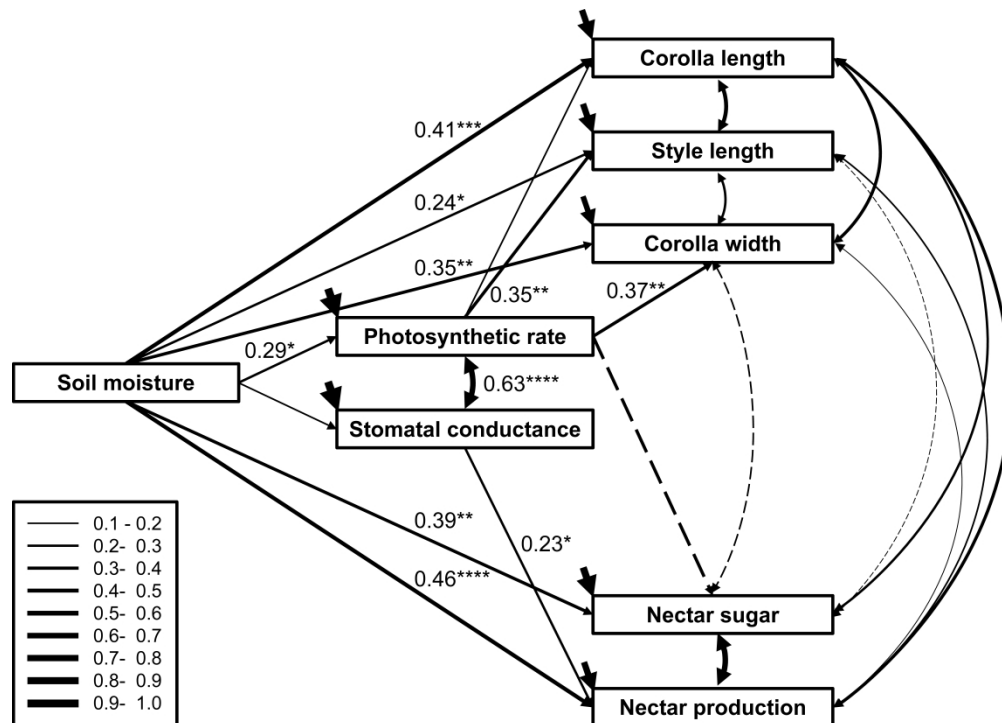 Corolla length
0.41***
Style length
0.24*
Corolla width
0.35**
0.35**
0.37**
Photosynthetic rate
0.29*
Soil moisture
0.63****
Stomatal conductance
0.39**
0.23*
0.46****
Nectar sugar
Nectar production
0.1 - 0.2
0.2- 0.3
0.3- 0.4
0.4- 0.5
0.5- 0.6
0.6- 0.7
0.7- 0.8
0.8- 0.9
0.9- 1.0